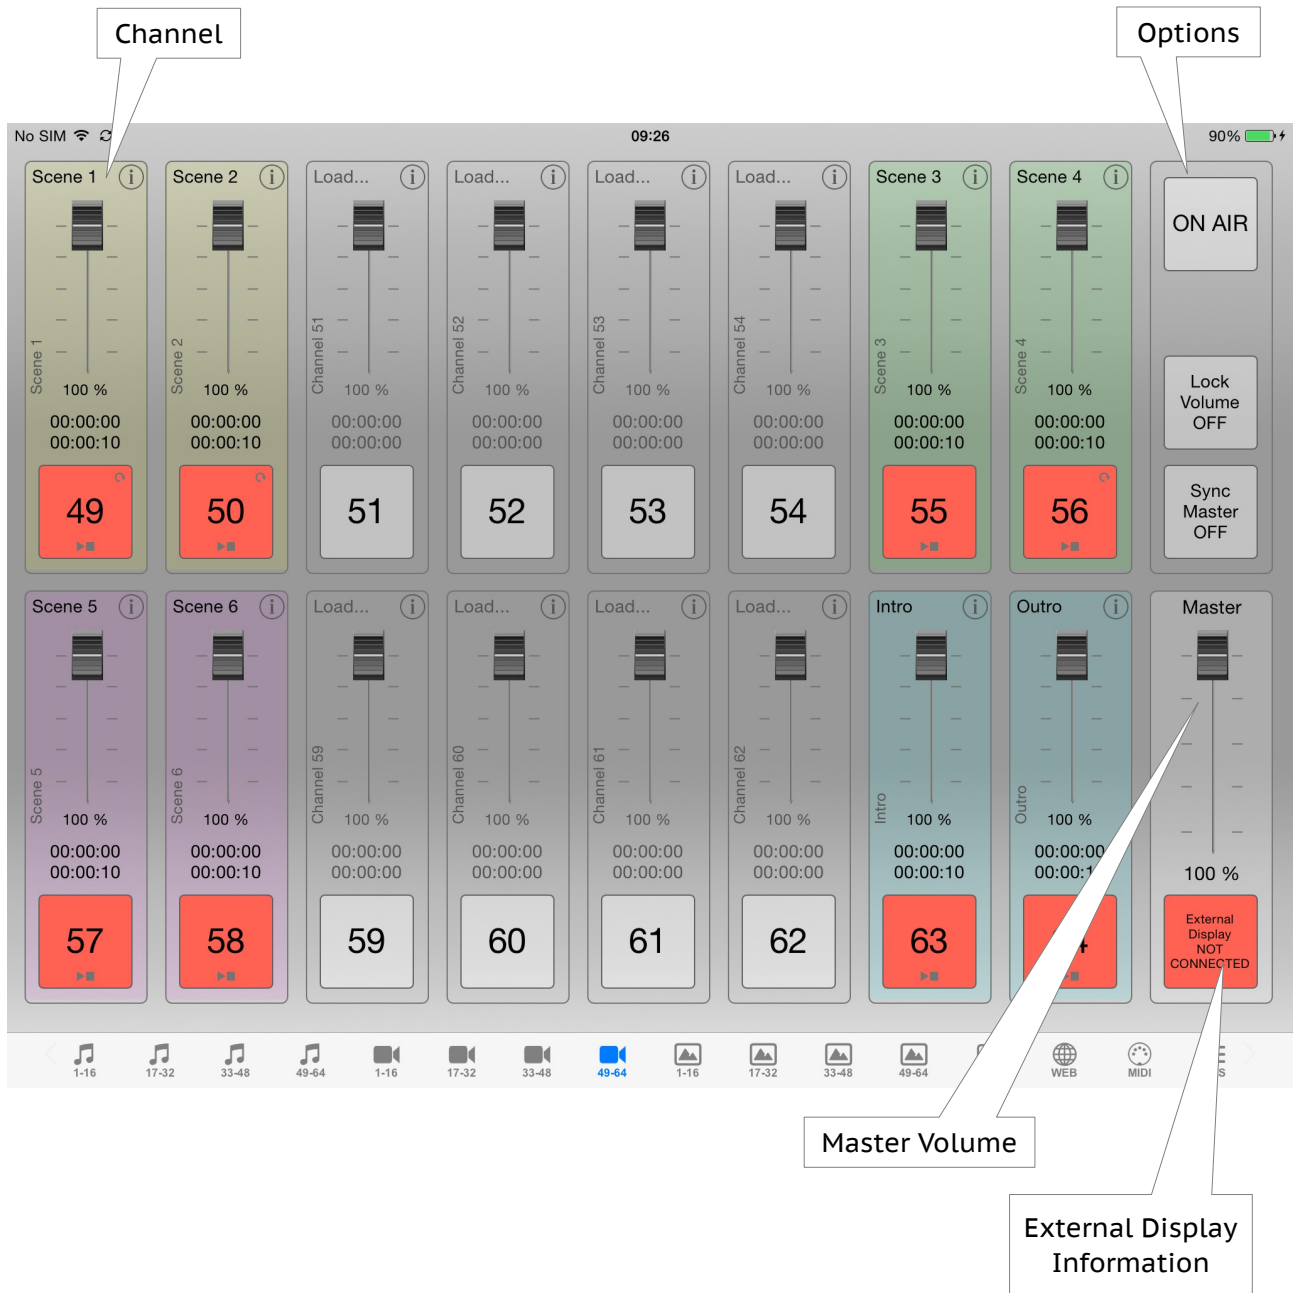 Channel
Options
No SIM
09:26
90%
Scene 1
Scene 2
Load...
Load...
Load...
Load...
Scene 3
Scene 4
ON AIR
Scene 1
Scene 2
Channel 51
Channel 52
Channel 53
Channel 54
Scene 3
Scene 4
100 %
100 %
100 %
100 %
100 %
100 %
100 %
100 %
Lock
Volume
OFF
00:00:00
00:00:10
00:00:00
00:00:10
00:00:00
00:00:00
00:00:00
00:00:00
00:00:00
00:00:00
00:00:00
00:00:00
00:00:00
00:00:10
00:00:00
00:00:10
49
50
51
52
53
54
55
56
Sync
Master
OFF
Scene 5
Scene 6
Load...
Load...
Load...
Load...
Intro
Outro
Master
Scene 5
Scene 6
Channel 59
Channel 60
Channel 61
Channel 62
Intro
Outro
100 %
100 %
100 %
100 %
100 %
100 %
100 %
100 %
100 %
00:00:00
00:00:10
00:00:00
00:00:10
00:00:00
00:00:00
00:00:00
00:00:00
00:00:00
00:00:00
00:00:00
00:00:00
00:00:00
00:00:10
57
58
59
60
61
62
63
External
Display
NOT
CONNECTED
1-16
17-32
33-48
49-64
1-16
17-32
33-48
49-64
1-16
17-32
33-48
49-64
WEB
MIDI
Master Volume
External Display
Information